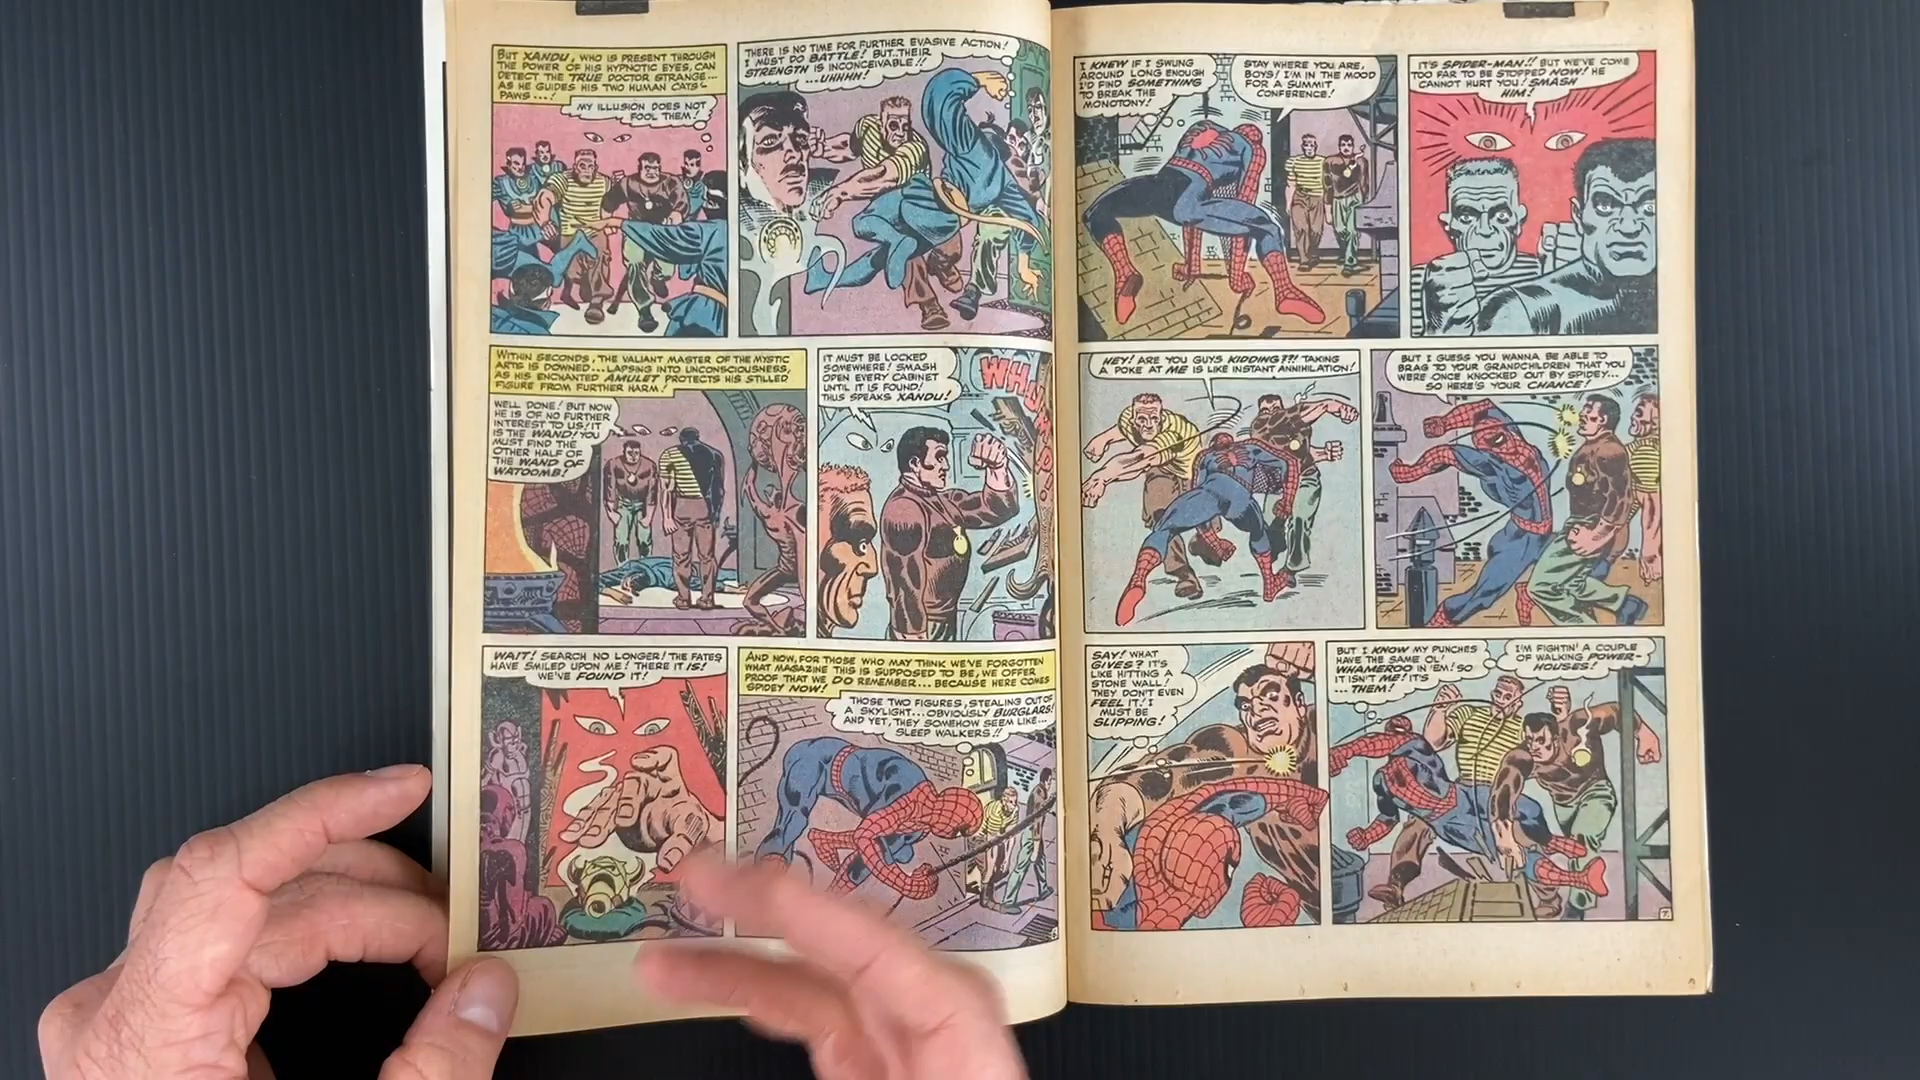 BUT XANDU, WHO IS PRESENT THROUGH
THE POWER OF HIS HYPNOTIC EYES, CAN
DETECT THE TRUE DOCTOR STRANGE...
AS HE GUIDES HIS TWO HUMAN CATS-
PAWS...!
MY ILLUSION DOES NOT
FOOL THEM!
THERE IS NO TIME FOR FURTHER EVASIVE ACTION!
I MUST DO BATTLE! BUT..THEIR
STRENGTH IS INCONCEIVABLE!!
...UHHHH!
WITHIN SECONDS, THE VALIANT MASTER OF THE MYSTIC
ARTS IS DOWNED...LAPSING INTO UNCONSCIOUSNESS,
AS HIS ENCHANTED AMULET PROTECTS HIS STILLED
FIGURE FROM FURTHER HARM!
WELL DONE! BUT NOW
HE IS OF NO FURTHER
INTEREST TO US! IT
IS THE WAND! YOU
MUST FIND THE
OTHER HALF OF
THE WAND OF
WATOOMB!
IT MUST BE LOCKED
SOMEWHERE! SMASH
OPEN EVERY CABINET
UNTIL IT IS FOUND!
THUS SPEAKS XANDU!
WAIT! SEARCH NO LONGER! THE FATES
HAVE SMILED UPON ME! THERE IT IS!
WE'VE FOUND IT!
AND NOW, FOR THOSE WHO MAY THINK WE'VE FORGOTTEN
WHAT MAGAZINE THIS IS SUPPOSED TO BE, WE OFFER
PROOF THAT WE DO REMEMBER... BECAUSE HERE COMES
SPIDEY NOW!
THOSE TWO FIGURES, STEALING OUT OF
A SKYLIGHT...OBVIOUSLY BURGLARS!
AND YET, THEY SOMEHOW SEEM LIKE...
SLEEP WALKERS!!
I KNEW IF I SWUNG
AROUND LONG ENOUGH
I'D FIND SOMETHING
TO BREAK THE
MONOTONY!
STAY WHERE YOU ARE,
BOYS! I'M IN THE MOOD
FOR A SUMMIT
CONFERENCE!
IT'S SPIDER-MAN!! BUT WE'VE COME
TOO FAR TO BE STOPPED NOW! HE
CANNOT HURT YOU! SMASH
HIM!
HEY! ARE YOU GUYS KIDDING??! TAKING
A POKE AT ME IS LIKE INSTANT ANNIHILATION!
BUT I GUESS YOU WANNA BE ABLE TO
BRAG TO YOUR GRANDCHILDREN THAT YOU
WERE ONCE KNOCKED OUT BY SPIDEY...
SO HERE'S YOUR CHANCE!
SAY! WHAT
GIVES? IT'S
LIKE HITTING A
STONE WALL!
THEY DON'T EVEN
FEEL IT! I
MUST BE
SLIPPING!
BUT I KNOW MY PUNCHES
HAVE THE SAME OL'
WHAMEROO IN 'EM! SO
IT ISN'T ME! IT'S
...THEM!
I'M FIGHTIN' A COUPLE
OF WALKING POWER-
HOUSES!
7.